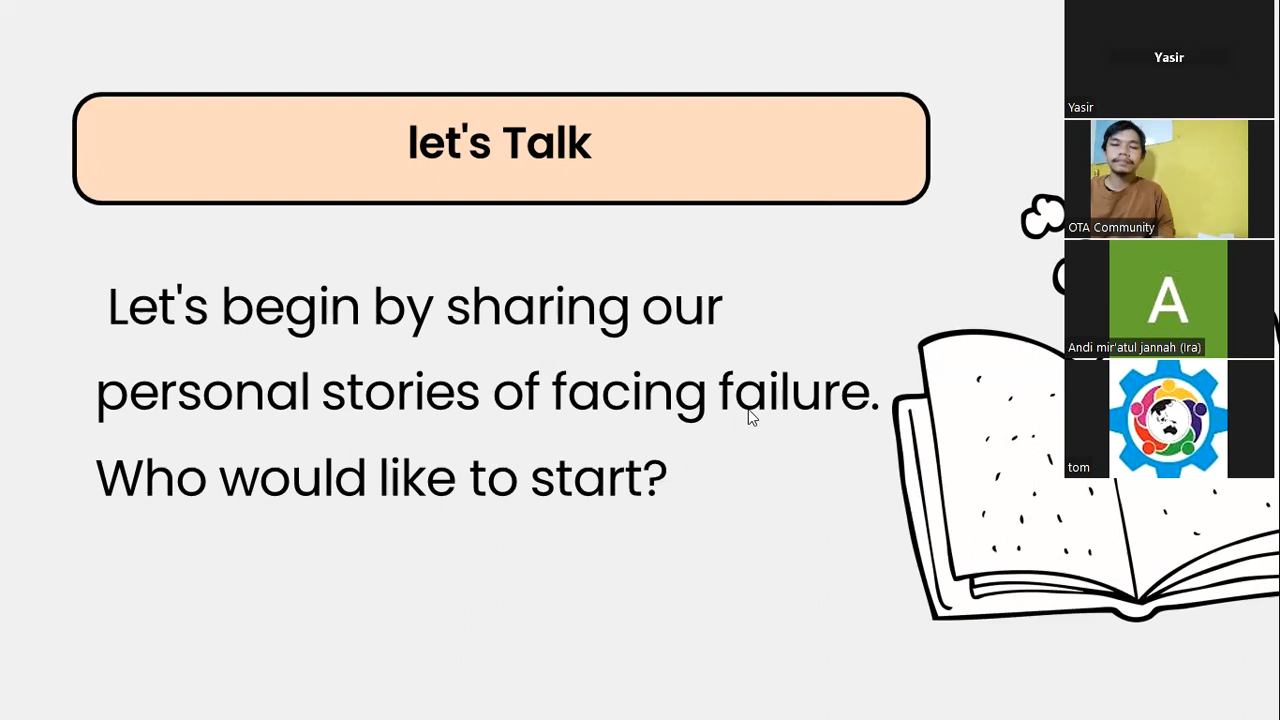 let's Talk
Let's begin by sharing our
personal stories of facing failure.
Who would like to start?
Yasir
Yasir
OTA Community
A
Andi mir'atul jannah (Ira)
tom